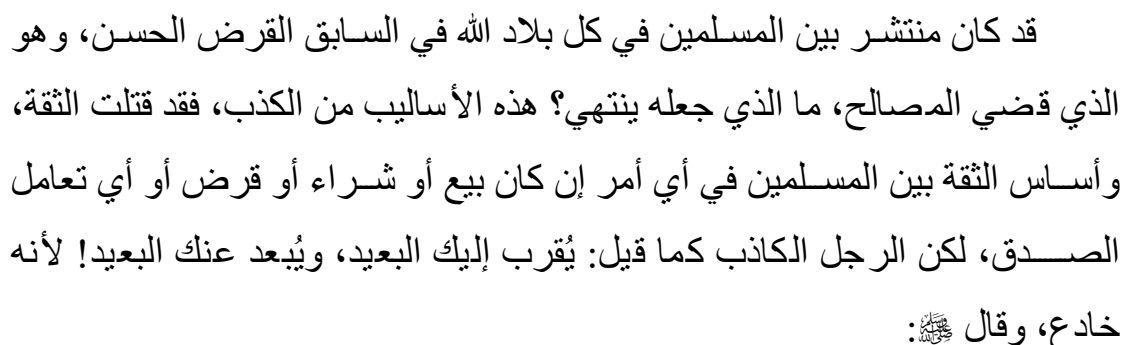 قد كان منتشر بين المسلمين في كل بلاد الله في السابق القرض الحسن، وهو
الذي قضي المصالح، ما الذي جعله ينتهي؟ هذه الأساليب من الكذب، فقد قتلت الثقة،
وأساس الثقة بين المسلمين في أي أمر إن كان بيع أو شراء أو قرض أو أي تعامل
الصدق، لكن الرجل الكاذب كما قيل: يُقرب إليك البعيد، ويُبعد عنك البعيد! لأنه
خادع، وقال ﷺ: